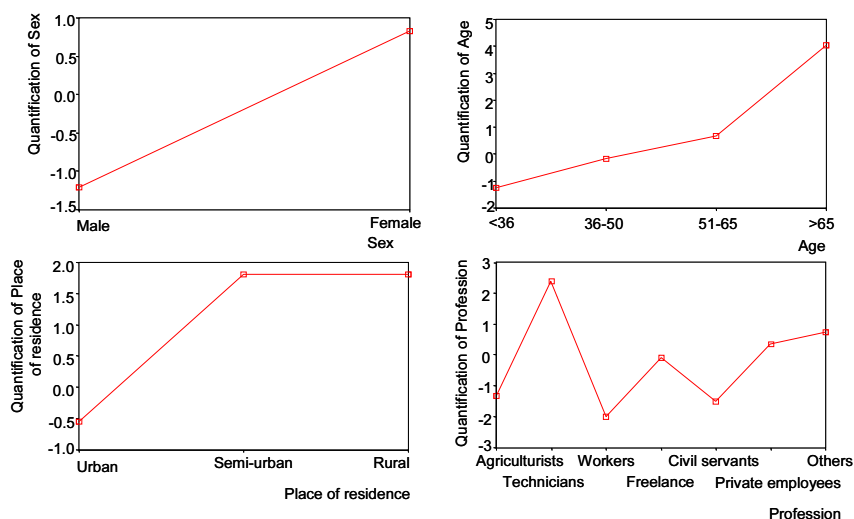 Quantification of Sex
1.0
0.5
0.0
-0.5
-1.0
-1.5
Male
Female
Sex
Quantification of Age
5
4
3
2
1
0
-1
-2
<36
36-50
51-65
>65
Age
Quantification of Place
of residence
2.0
1.5
1.0
0.5
0.0
-0.5
-1.0
Urban
Semi-urban
Rural
Place of residence
Quantification of Profession
3
2
1
0
-1
-2
-3
Agriculturists
Workers
Civil servants
Others
Technicians
Freelance
Private employees
Profession